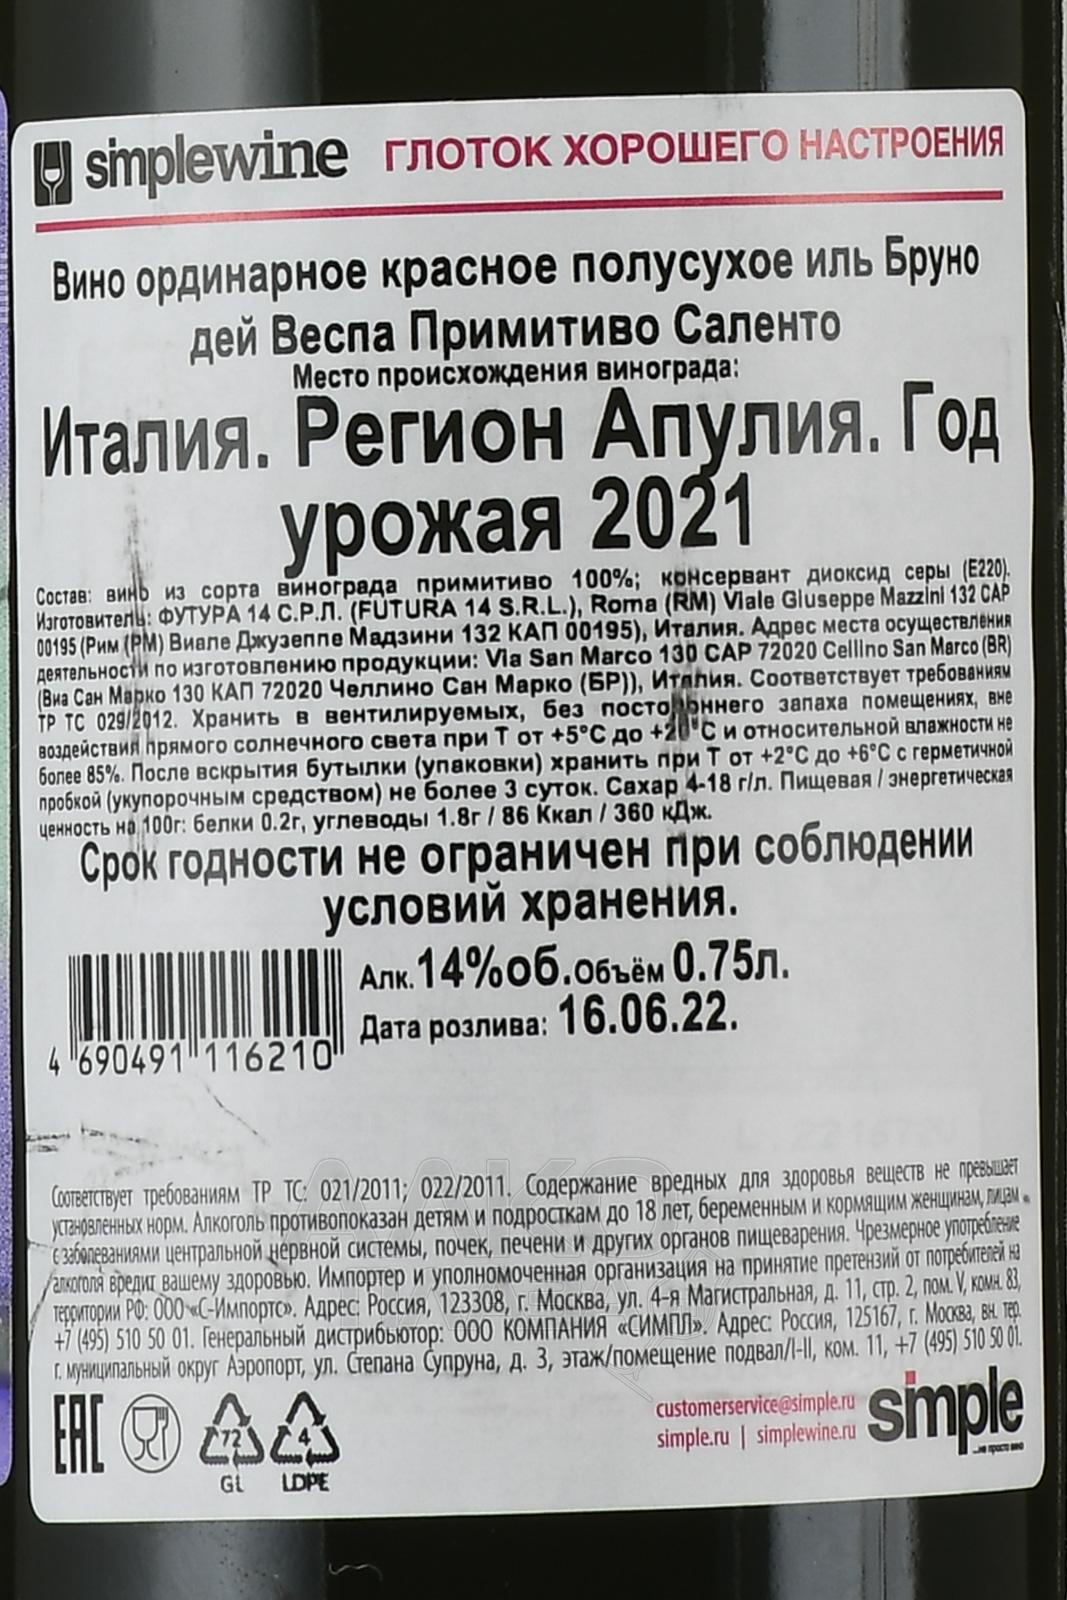 simplewine ГЛОТОК ХОРОШЕГО НАСТРОЕНИЯ
Вино ординарное красное полусухое иль Бруно
дей Веспа Примитиво Саленто
Место происхождения винограда:
Италия. Регион Апулия. Год
урожая 2021
Состав: вино из сорта винограда примитиво 100%; консервант диоксид серы (E220).
Изготовитель: ФУТУРА 14 С.Р.Л. (FUTURA 14 S.R.L.), Roma (RM) Viale Giuseppe Mazzini 132 CAP
00195 (Рим (РМ) Виале Джузеппе Мадзини 132 КАП 00195), Италия. Адрес места осуществления
деятельности по изготовлению продукции: Via San Marco 130 CAP 72020 Cellino San Marco (BR)
(Виа Сан Марко 130 КАП 72020 Челлино Сан Марко (БР)), Италия. Соответствует требованиям
ТР ТС 029/2012. Хранить в вентилируемых, без постороннего запаха помещениях, вне
воздействия прямого солнечного света при Т от +5°С до +20°С и относительной влажности не
более 85%. После вскрытия бутылки (упаковки) хранить при Т от +2°С до +6°С с герметичной
пробкой (укупорочным средством) не более 3 суток. Сахар 4-18 г/л. Пищевая / энергетическая
ценность на 100г: белки 0.2г, углеводы 1.8г / 86 Ккал / 360 кДж.
Срок годности не ограничен при соблюдении
условий хранения.
Алк. 14%об. Объём 0.75л.
Дата розлива: 16.06.22.
4 690491 116210
Соответствует требованиям ТР ТС: 021/2011; 022/2011. Содержание вредных для здоровья веществ не превышает
установленных норм. Алкоголь противопоказан детям и подросткам до 18 лет, беременным и кормящим женщинам, лицам
с заболеваниями центральной нервной системы, почек, печени и других органов пищеварения. Чрезмерное употребление
алкоголя вредит вашему здоровью. Импортер и уполномоченная организация на принятие претензий от потребителей на
территории РФ: ООО «С-Импортс». Адрес: Россия, 123308, г. Москва, ул. 4-я Магистральная, д. 11, стр. 2, пом. V, комн. 83,
+7 (495) 510 50 01. Генеральный дистрибьютор: ООО КОМПАНИЯ «СИМПЛ». Адрес: Россия, 125167, г. Москва, вн. тер.
г. муниципальный округ Аэропорт, ул. Степана Супруна, д. 3, этаж/помещение подвал/I-II, ком. 11, +7 (495) 510 50 01.
EAC 72 4
GL LDPE
customerservice@simple.ru
simple.ru | simplewine.ru
simple
...не просто вино